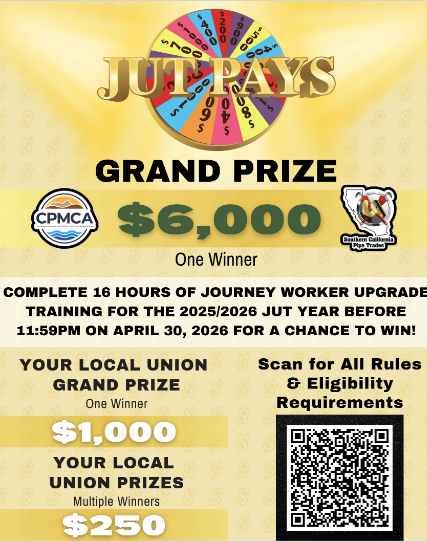 JUT PAYS
GRAND PRIZE
CPMCA
$6,000
Southern California
Pipe Trades
One Winner
COMPLETE 16 HOURS OF JOURNEY WORKER UPGRADE
TRAINING FOR THE 2025/2026 JUT YEAR BEFORE
11:59PM ON APRIL 30, 2026 FOR A CHANCE TO WIN!
YOUR LOCAL UNION
GRAND PRIZE
One Winner
$1,000
YOUR LOCAL
UNION PRIZES
Multiple Winners
$250
Scan for All Rules
& Eligibility
Requirements